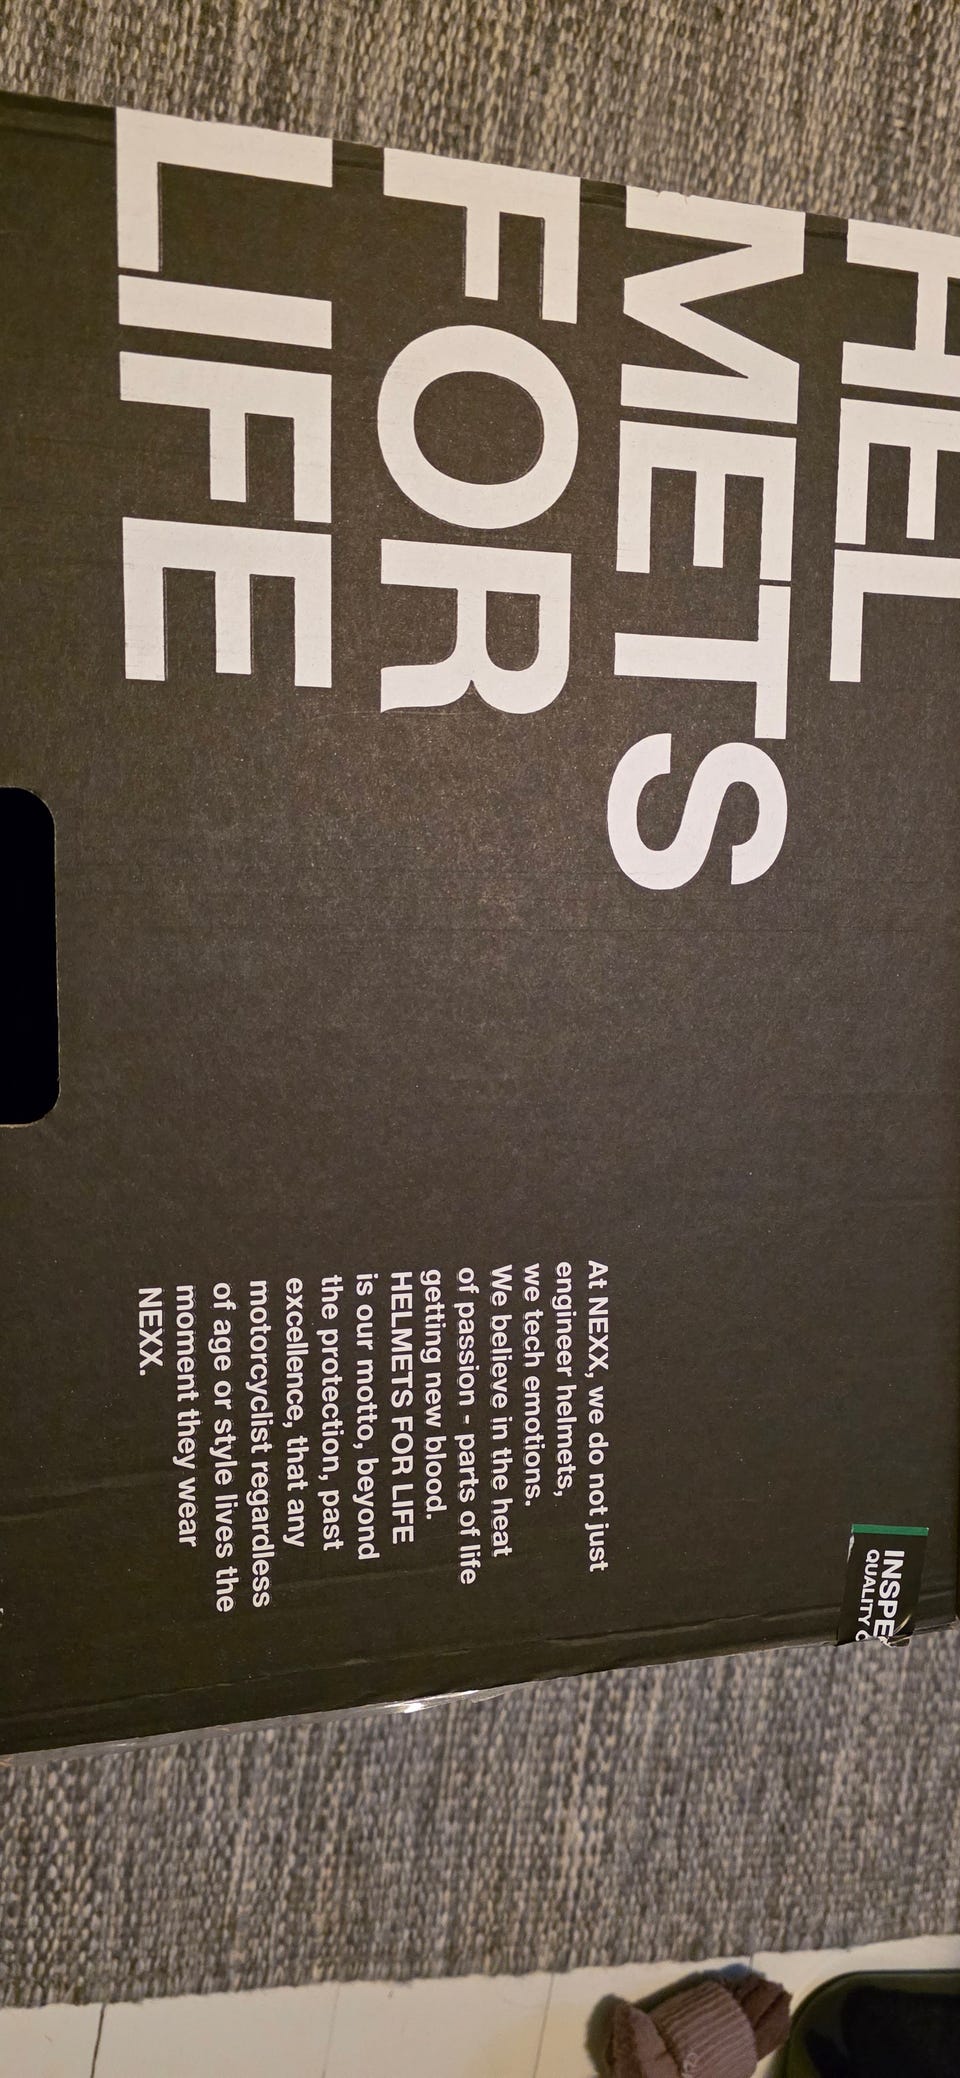 HEL
METS
FOR
LIFE
At NEXX, we do not just
engineer helmets,
we tech emotions.
We believe in the heat
of passion - parts of life
getting new blood.
HELMETS FOR LIFE
is our motto, beyond
the protection, past
excellence, that any
motorcyclist regardless
of age or style lives the
moment they wear
NEXX.
INSPE
QUALITY